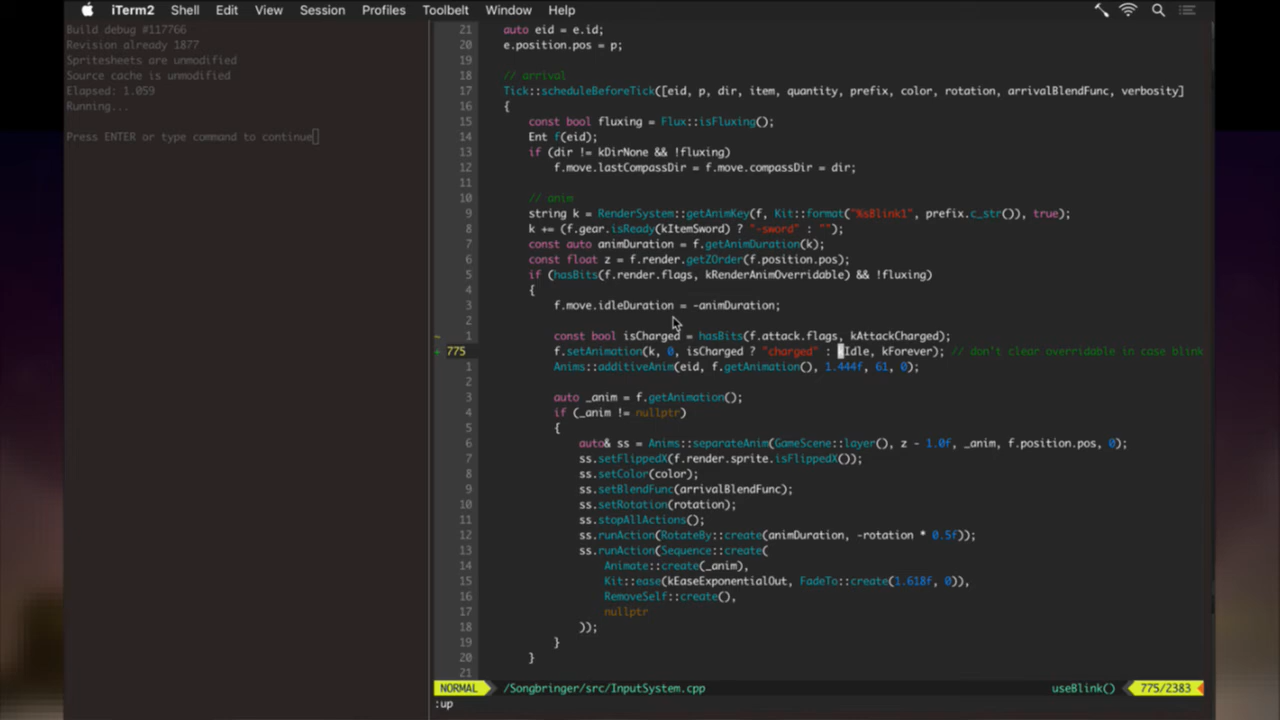 iTerm2 Shell Edit View Session Profiles Toolbelt Window Help
Build debug #117766
Revision already 1877
Spritesheets are unmodified
Source cache is unmodified
Elapsed: 1.059
Running...
Press ENTER or type command to continue
21 auto eid = e.id;
20 e.position.pos = p;
19
18 // arrival
17 Tick::scheduleBeforeTick([eid, p, dir, item, quantity, prefix, color, rotation, arrivalBlendFunc, verbosity]
16 {
15 const bool fluxing = Flux::isFluxing();
14 Ent f(eid);
13 if (dir != kDirNone && !fluxing)
12 f.move.lastCompassDir = f.move.compassDir = dir;
11
10 // anim
9 string k = RenderSystem::getAnimKey(f, Kit::format("%sBlink1", prefix.c_str()), true);
8 k += (f.gear.isReady(kItemSword) ? "-sword" : "");
7 const auto animDuration = f.getAnimDuration(k);
6 const float z = f.render.getZOrder(f.position.pos);
5 if (hasBits(f.render.flags, kRenderAnimOverridable) && !fluxing)
4 {
3 f.move.idleDuration = -animDuration;
2
~ 1 const bool isCharged = hasBits(f.attack.flags, kAttackCharged);
+ 775 f.setAnimation(k, 0, isCharged ? "charged" : Idle, kForever); // don't clear overridable in case blink
1 Anims::additiveAnim(eid, f.getAnimation(), 1.444f, 61, 0);
2
3 auto _anim = f.getAnimation();
4 if (_anim != nullptr)
5 {
6 auto& ss = Anims::separateAnim(GameScene::layer(), z - 1.0f, _anim, f.position.pos, 0);
7 ss.setFlippedX(f.render.sprite.isFlippedX());
8 ss.setColor(color);
9 ss.setBlendFunc(arrivalBlendFunc);
10 ss.setRotation(rotation);
11 ss.stopAllActions();
12 ss.runAction(RotateBy::create(animDuration, -rotation * 0.5f));
13 ss.runAction(Sequence::create(
14 Animate::create(_anim),
15 Kit::ease(kEaseExponentialOut, FadeTo::create(1.618f, 0)),
16 RemoveSelf::create(),
17 nullptr
18 ));
19 }
20 }
21
NORMAL /Songbringer/src/InputSystem.cpp useBlink() 775/2383
:up